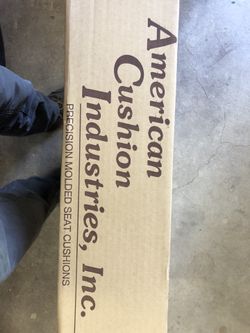 American
Cushion
Industries, Inc.
PRECISION MOLDED SEAT CUSHIONS